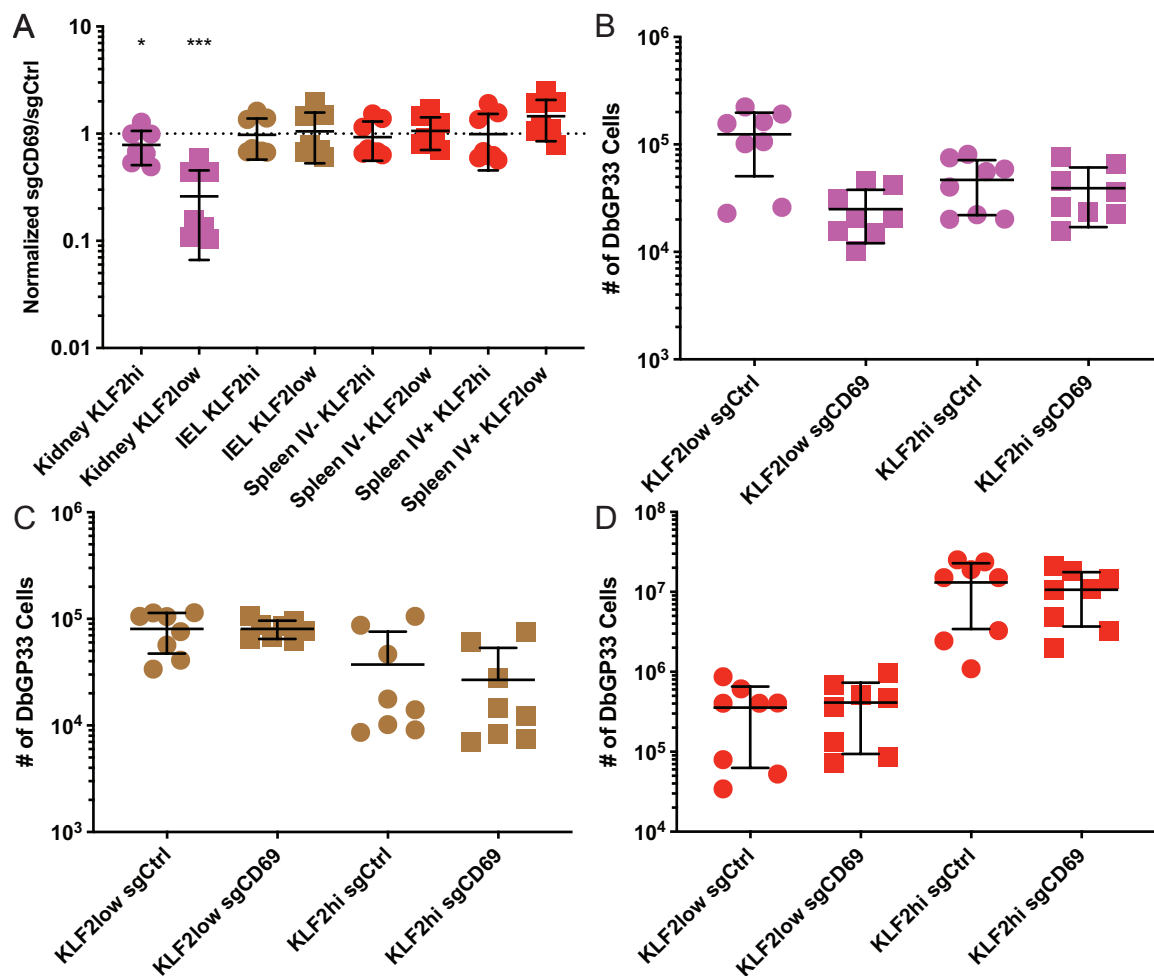 A
* ***
Normalized sgCD69/sgCtrl
10
1
0.1
0.01
Kidney KLF2hi
Kidney KLF2low
IEL KLF2hi
IEL KLF2low
Spleen IV- KLF2hi
Spleen IV- KLF2low
Spleen IV+ KLF2hi
Spleen IV+ KLF2low
B
# of DbGP33 Cells
10⁶
10⁵
10⁴
10³
KLF2low sgCtrl
KLF2low sgCD69
KLF2hi sgCtrl
KLF2hi sgCD69
C
# of DbGP33 Cells
10⁶
10⁵
10⁴
10³
KLF2low sgCtrl
KLF2low sgCD69
KLF2hi sgCtrl
KLF2hi sgCD69
D
# of DbGP33 Cells
10⁸
10⁷
10⁶
10⁵
10⁴
KLF2low sgCtrl
KLF2low sgCD69
KLF2hi sgCtrl
KLF2hi sgCD69